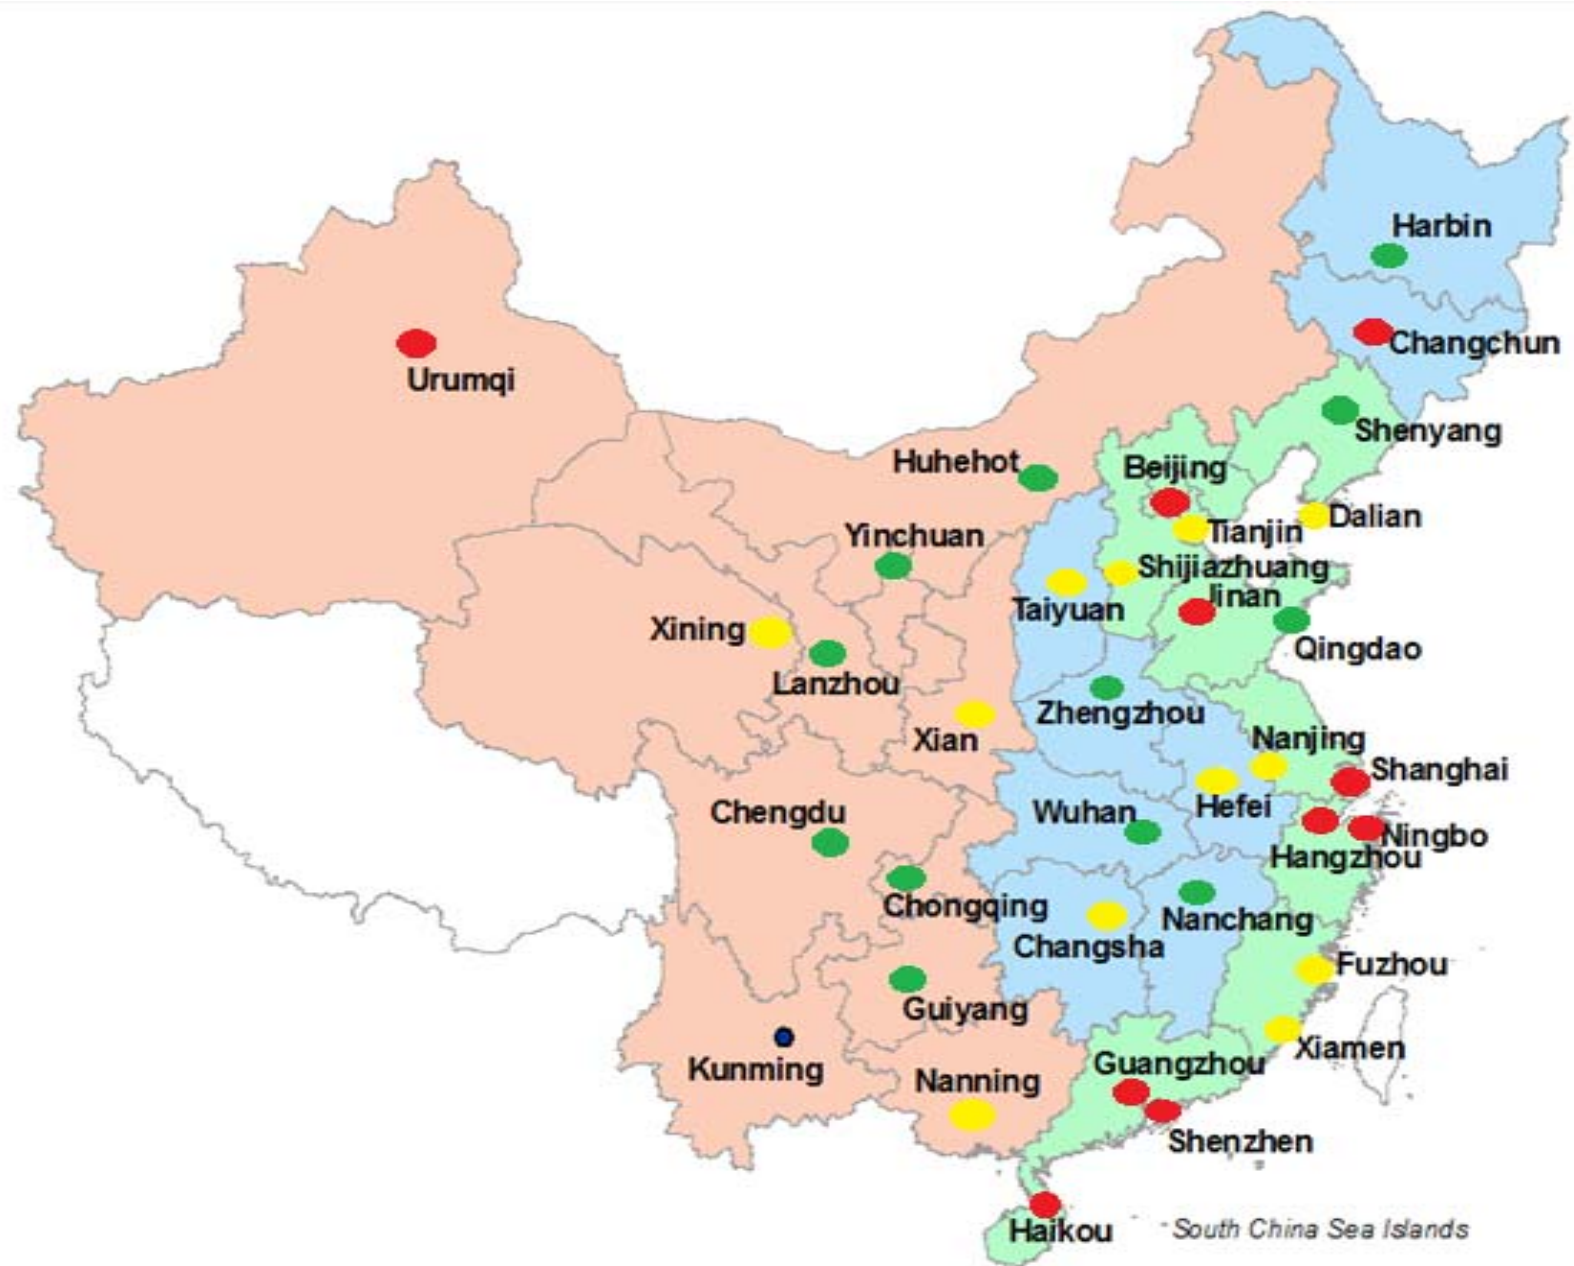 Harbin
Changchun
Urumqi
Shenyang
Huhehot
Beijing
Dalian
Tianjin
Yinchuan
Shijiazhuang
Jinan
Taiyuan
Xining
Qingdao
Lanzhou
Zhengzhou
Xian
Nanjing
Shanghai
Chengdu
Wuhan
Hefei
Ningbo
Hangzhou
Chongqing
Nanchang
Changsha
Fuzhou
Guiyang
Xiamen
Guangzhou
Kunming
Nanning
Shenzhen
Haikou
South China Sea Islands